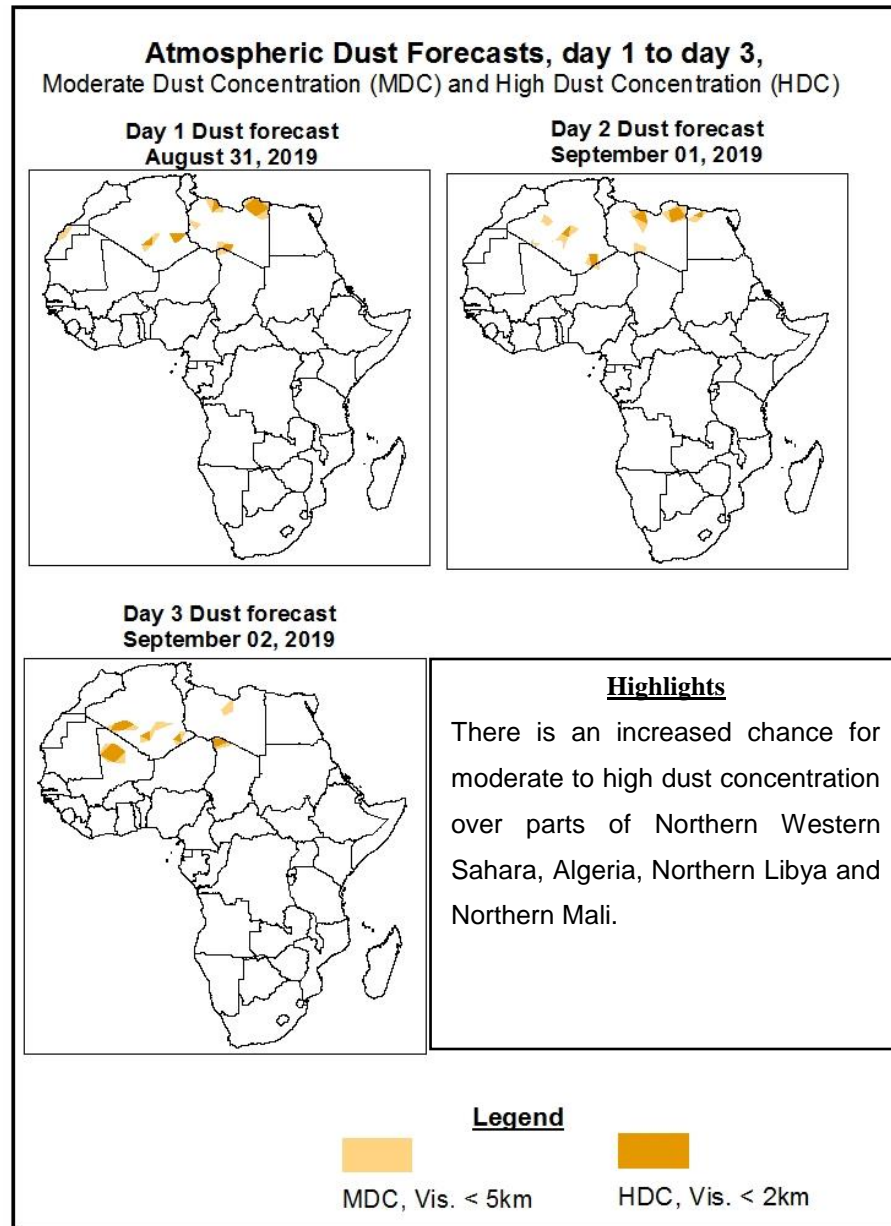 Atmospheric Dust Forecasts, day 1 to day 3,
Moderate Dust Concentration (MDC) and High Dust Concentration (HDC)
Day 1 Dust forecast
August 31, 2019
Day 2 Dust forecast
September 01, 2019
Day 3 Dust forecast
September 02, 2019
Highlights
There is an increased chance for
moderate to high dust concentration
over parts of Northern Western
Sahara, Algeria, Northern Libya and
Northern Mali.
Legend
MDC, Vis. < 5km
HDC, Vis. < 2km